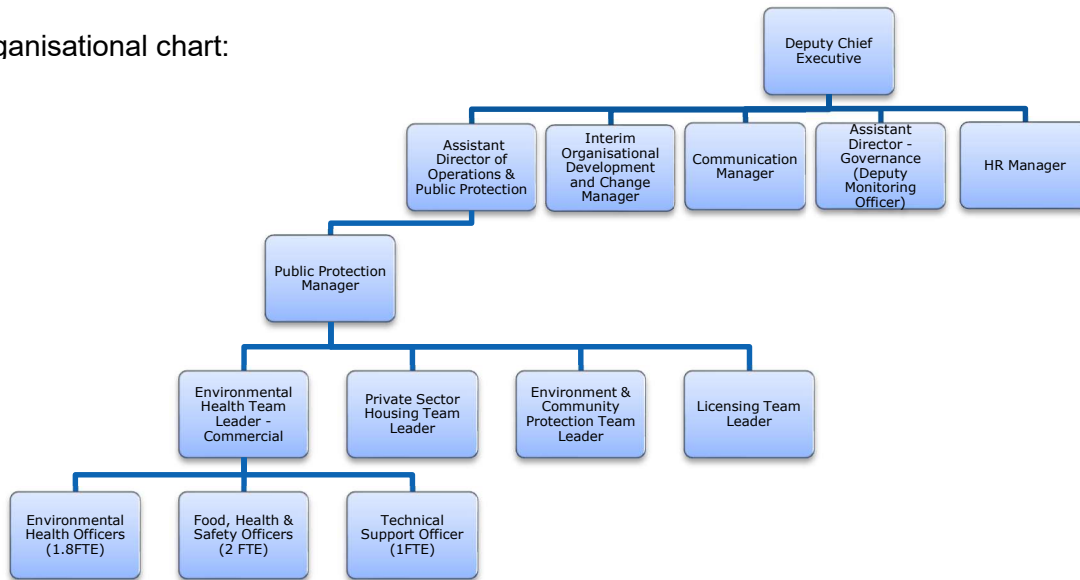 ganisational chart:
Deputy Chief
Executive
Assistant
Director of
Operations &
Public Protection
Interim
Organisational
Development
and Change
Manager
Communication
Manager
Assistant
Director -
Governance
(Deputy
Monitoring
Officer)
HR Manager
Public Protection
Manager
Environmental
Health Team
Leader -
Commercial
Private Sector
Housing Team
Leader
Environment &
Community
Protection Team
Leader
Licensing Team
Leader
Environmental
Health Officers
(1.8FTE)
Food, Health &
Safety Officers
(2 FTE)
Technical
Support Officer
(1FTE)